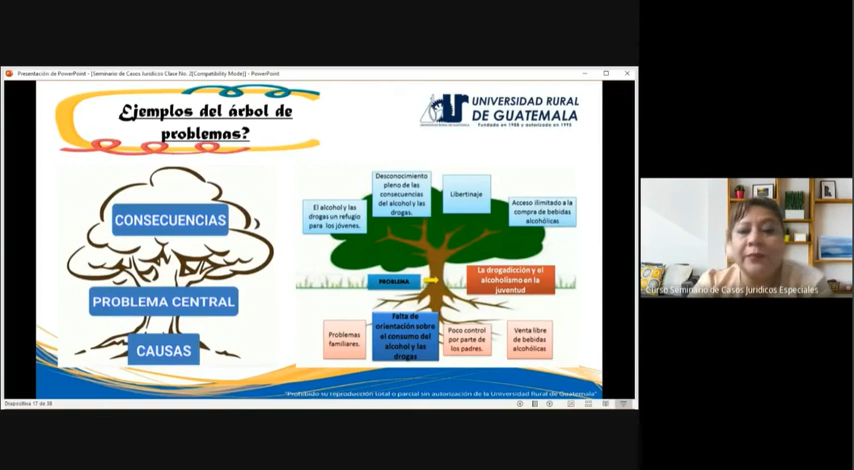 Presentación de PowerPoint - [Seminario de Casos Jurídicos Clase No. 2[Compatibility Mode]] - PowerPoint
Ejemplos del árbol de
problemas?
UNIVERSIDAD RURAL
DE GUATEMALA
Fundado en 1988 y autorizado en 1995
CONSECUENCIAS
PROBLEMA CENTRAL
CAUSAS
El alcohol y las
drogas un refugio
para los jóvenes.
Desconocimiento
pleno de las
consecuencias
del alcohol y las
drogas.
Libertinaje
Acceso ilimitado a la
compra de bebidas
alcohólicas
PROBLEMA
La drogadicción y el
alcoholismo en la
juventud
Problemas
familiares.
Falta de
orientación sobre
el consumo del
alcohol y las
drogas
Poco control
por parte de
los padres.
Venta libre
de bebidas
alcohólicas
"Prohibido su reproducción total o parcial sin autorización de la Universidad Rural de Guatemala"
Diapositiva 17 de 38
Curso Seminario de Casos Juridicos Especiales